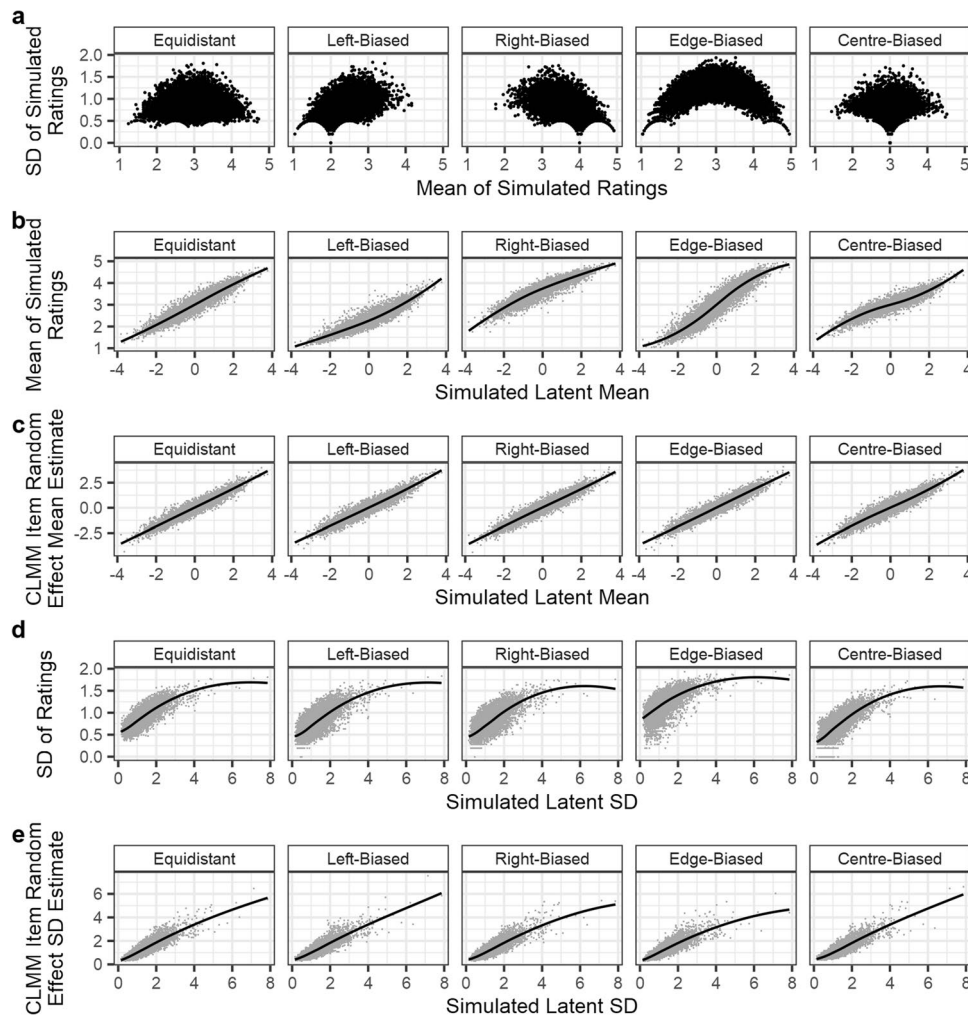 a
Equidistant Left-Biased Right-Biased Edge-Biased Centre-Biased
SD of Simulated
Ratings
2.0
1.5
1.0
0.5
0.0
1 2 3 4 5 1 2 3 4 5 1 2 3 4 5 1 2 3 4 5 1 2 3 4 5
Mean of Simulated Ratings
b
Equidistant Left-Biased Right-Biased Edge-Biased Centre-Biased
Mean of Simulated
Ratings
5
4
3
2
1
-4 -2 0 2 4 -4 -2 0 2 4 -4 -2 0 2 4 -4 -2 0 2 4 -4 -2 0 2 4
Simulated Latent Mean
c
Equidistant Left-Biased Right-Biased Edge-Biased Centre-Biased
CLMM Item Random
Effect Mean Estimate
2.5
0.0
-2.5
-4 -2 0 2 4 -4 -2 0 2 4 -4 -2 0 2 4 -4 -2 0 2 4 -4 -2 0 2 4
Simulated Latent Mean
d
Equidistant Left-Biased Right-Biased Edge-Biased Centre-Biased
SD of Ratings
2.0
1.5
1.0
0.5
0.0
0 2 4 6 8 0 2 4 6 8 0 2 4 6 8 0 2 4 6 8 0 2 4 6 8
Simulated Latent SD
e
Equidistant Left-Biased Right-Biased Edge-Biased Centre-Biased
CLMM Item Random
Effect SD Estimate
6
4
2
0
0 2 4 6 8 0 2 4 6 8 0 2 4 6 8 0 2 4 6 8 0 2 4 6 8
Simulated Latent SD